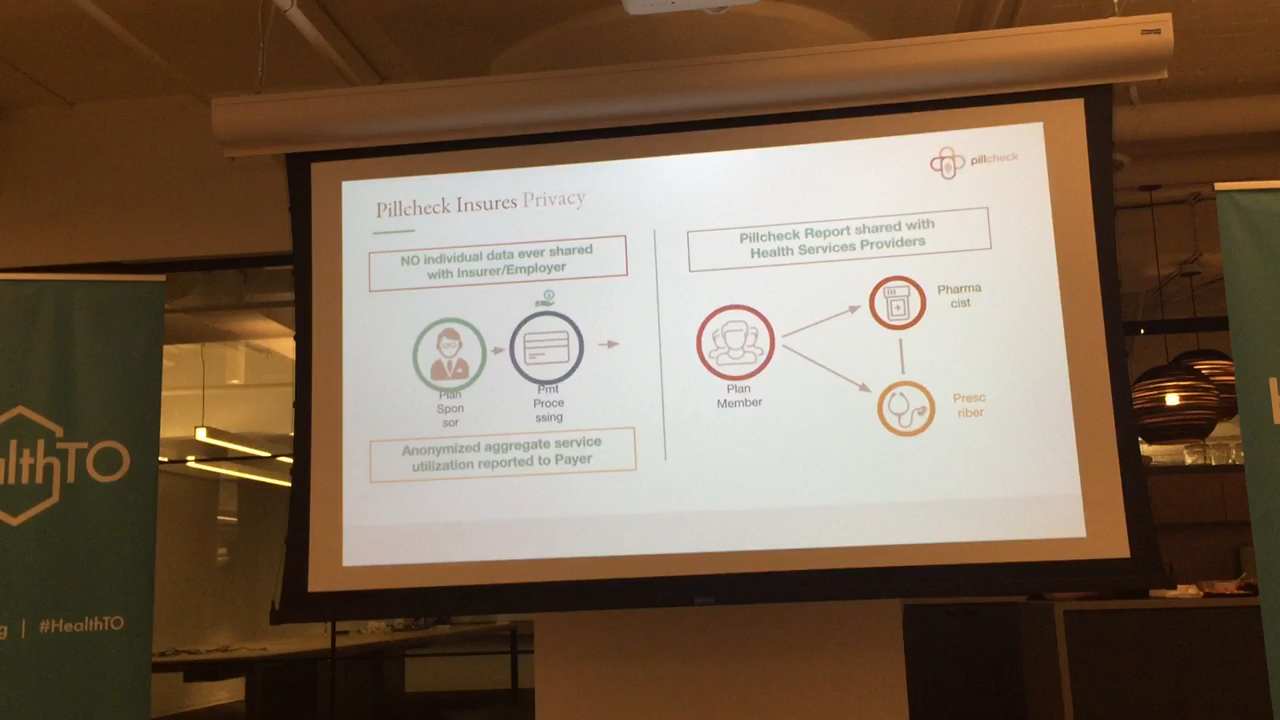 pillcheck
Pillcheck Insures Privacy
NO individual data ever shared
with Insurer/Employer
Plan
Spon
sor
Pmt
Proce
ssing
Anonymized aggregate service
utilization reported to Payer
Pillcheck Report shared with
Health Services Providers
Plan
Member
Pharma
cist
Presc
riber
lthTO
g | #HealthTO